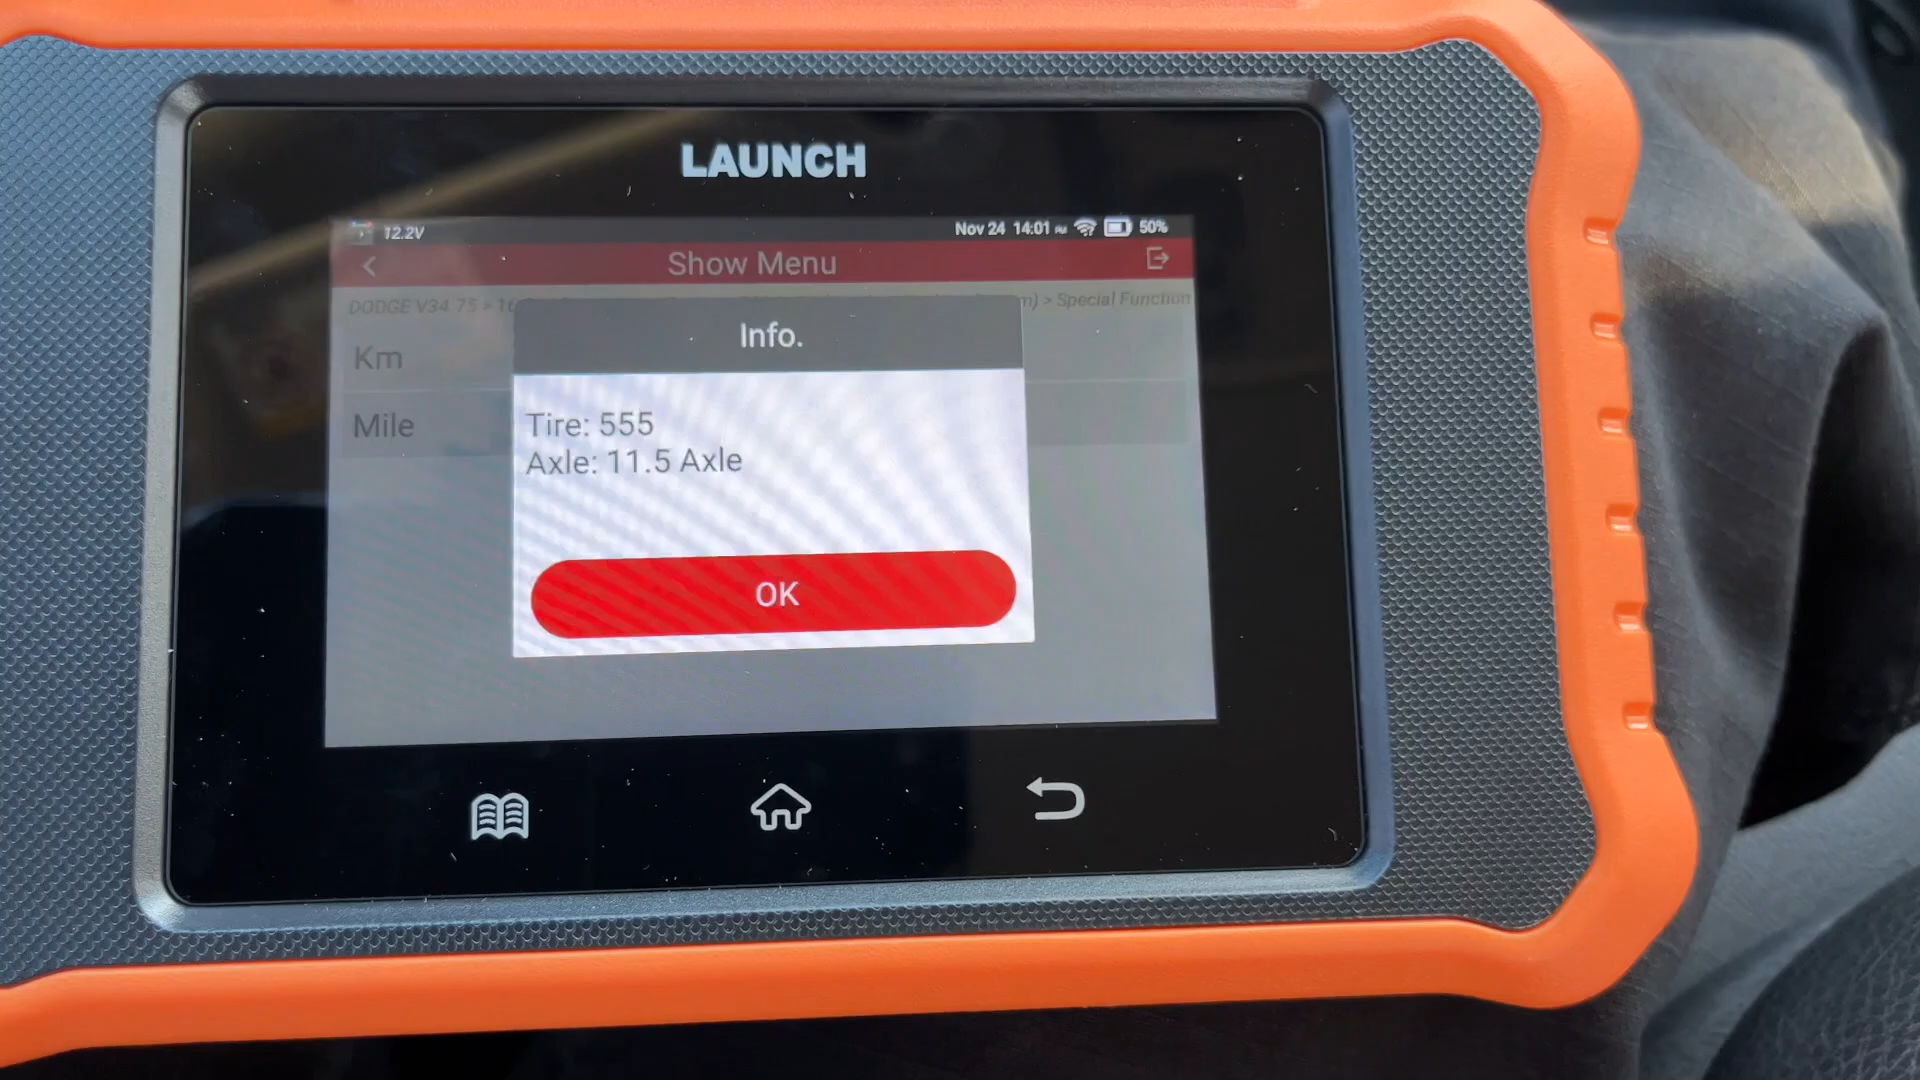 LAUNCH
12.2V
Nov 24 14:01 50%
Show Menu
DODGE V34.75 > 16 m) > Special Function
Info.
Km
Mile
Tire: 555
Axle: 11.5 Axle
OK